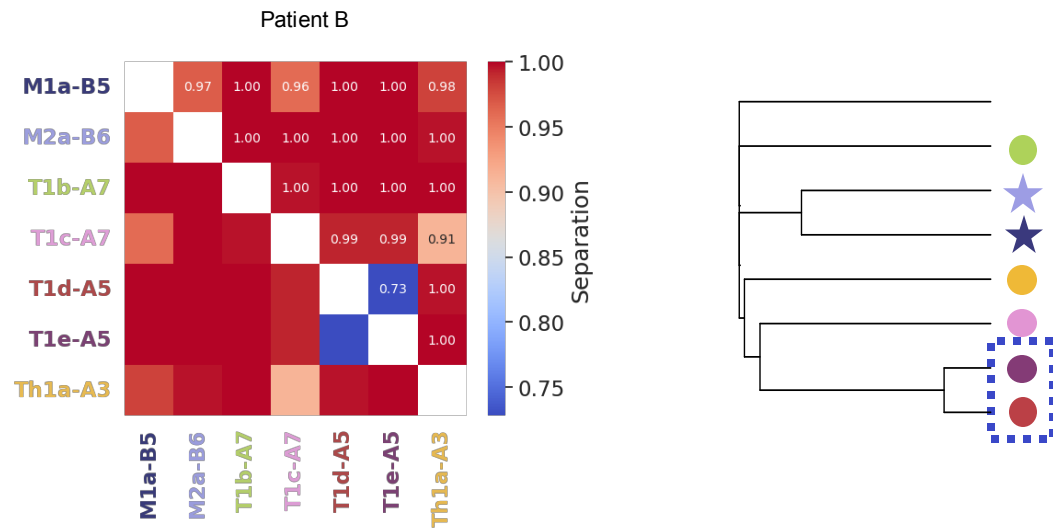 Patient B
M1a-B5
M2a-B6
T1b-A7
T1c-A7
T1d-A5
T1e-A5
Th1a-A3
0.97 1.00 0.96 1.00 1.00 0.98
1.00 1.00 1.00 1.00 1.00
1.00 1.00 1.00 1.00
0.99 0.99 0.91
0.73 1.00
1.00
M1a-B5
M2a-B6
T1b-A7
T1c-A7
T1d-A5
T1e-A5
Th1a-A3
1.00
0.95
0.90
0.85
0.80
0.75
Separation